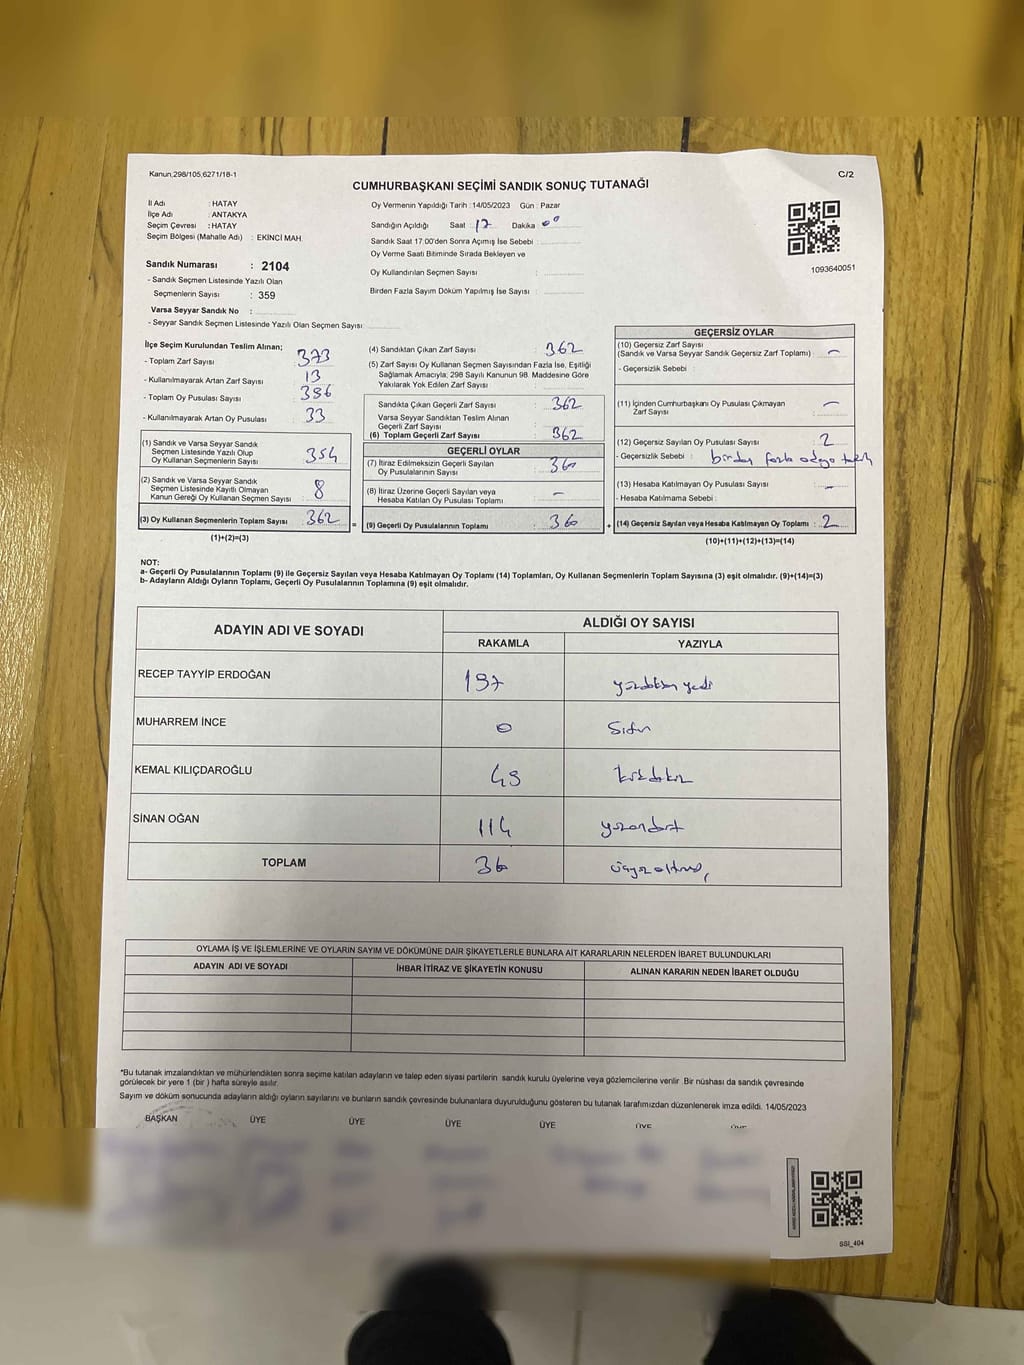 Kanun,298/105,6271/18-1
C/2
CUMHURBAŞKANI SEÇİMİ SANDIK SONUÇ TUTANAĞI
İl Adı : HATAY
İlçe Adı : ANTAKYA
Seçim Çevresi : HATAY
Seçim Bölgesi (Mahalle Adı) : EKİNCİ MAH.
Oy Vermenin Yapıldığı Tarih :14/05/2023 Gün : Pazar
Sandığın Açıldığı Saat 17 Dakika 00
Sandık Saat 17.00'den Sonra Açımış İse Sebebi :
Oy Verme Saati Bitiminde Sırada Bekleyen ve
Oy Kullandırılan Seçmen Sayısı :
Birden Fazla Sayım Döküm Yapılmış İse Sayısı :
1093640051
Sandık Numarası : 2104
- Sandık Seçmen Listesinde Yazılı Olan
Seçmenlerin Sayısı : 359
Varsa Seyyar Sandık No :
- Seyyar Sandık Seçmen Listesinde Yazılı Olan Seçmen Sayısı:
İlçe Seçim Kurulundan Teslim Alınan;
- Toplam Zarf Sayısı 373
- Kullanılmayarak Artan Zarf Sayısı 13
- Toplam Oy Pusulası Sayısı
- Kullanılmayarak Artan Oy Pusulası 33
(1) Sandık ve Varsa Seyyar Sandık
Seçmen Listesinde Yazılı Olup
Oy Kullanan Seçmenlerin Sayısı 354
(2) Sandık ve Varsa Seyyar Sandık
Seçmen Listesinde Kayıtlı Olmayan
Kanun Gereği Oy Kullanan Seçmen Sayısı 8
(3) Oy Kullanan Seçmenlerin Toplam Sayısı 362
(1)+(2)=(3)
=
(4) Sandıktan Çıkan Zarf Sayısı : 362
(5) Zarf Sayısı Oy Kullanan Seçmen Sayısından Fazla İse, Eşitliği
Sağlamak Amacıyla; 298 Sayılı Kanunun 98. Maddesine Göre
Yakılarak Yok Edilen Zarf Sayısı :
Sandıkta Çıkan Geçerli Zarf Sayısı : 362
Varsa Seyyar Sandıktan Teslim Alınan
Geçerli Zarf Sayısı :
(6) Toplam Geçerli Zarf Sayısı : 362
GEÇERLİ OYLAR
(7) İtiraz Edilmeksizin Geçerli Sayılan
Oy Pusulalarının Sayısı : 360
(8) İtiraz Üzerine Geçerli Sayılan veya
Hesaba Katılan Oy Pusulası Toplamı : -
(9) Geçerli Oy Pusulalarının Toplamı : 360
+
GEÇERSİZ OYLAR
(10) Geçersiz Zarf Sayısı
(Sandık ve Varsa Seyyar Sandık Geçersiz Zarf Toplamı) : -
- Geçersizlik Sebebi :
(11) İçinden Cumhurbaşkanı Oy Pusulası Çıkmayan
Zarf Sayısı : -
(12) Geçersiz Sayılan Oy Pusulası Sayısı : 2
- Geçersizlik Sebebi : birden fazla adaya tercih
(13) Hesaba Katılmayan Oy Pusulası Sayısı : -
- Hesaba Katılmama Sebebi :
(14) Geçersiz Sayılan veya Hesaba Katılmayan Oy Toplamı : 2
(10)+(11)+(12)+(13)=(14)
NOT:
a- Geçerli Oy Pusulalarının Toplamı (9) ile Geçersiz Sayılan veya Hesaba Katılmayan Oy Toplamı (14) Toplamları, Oy Kullanan Seçmenlerin Toplam Sayısına (3) eşit olmalıdır. (9)+(14)=(3)
b- Adayların Aldığı Oyların Toplamı, Geçerli Oy Pusulalarının Toplamına (9) eşit olmalıdır.
ADAYIN ADI VE SOYADI ALDIĞI OY SAYISI
RAKAMLA YAZIYLA
RECEP TAYYİP ERDOĞAN 197 yüzdoksan yedi
MUHARREM İNCE 0 Sıfır
KEMAL KILIÇDAROĞLU 49 kırkdokuz
SİNAN OĞAN 114 yüzondört
TOPLAM 360 üçyüzaltmış
OYLAMA İŞ VE İŞLEMLERİNE VE OYLARIN SAYIM VE DÖKÜMÜNE DAİR ŞİKAYETLERLE BUNLARA AİT KARARLARIN NELERDEN İBARET BULUNDUKLARI
ADAYIN ADI VE SOYADI İHBAR İTİRAZ VE ŞİKAYETİN KONUSU ALINAN KARARIN NEDEN İBARET OLDUĞU
*Bu tutanak imzalandıktan ve mühürlendikten sonra seçime katılan adayların ve talep eden siyasi partilerin sandık kurulu üyelerine veya gözlemcilerine verilir. Bir nüshası da sandık çevresinde
görülecek bir yere 1 (bir ) hafta süreyle asılır.
Sayım ve döküm sonucunda adayların aldığı oyların sayılarını ve bunların sandık çevresinde bulunanlara duyurulduğunu gösteren bu tutanak tarafımızdan düzenlenerek imza edildi. 14/05/2023
BAŞKAN ÜYE ÜYE ÜYE ÜYE ÜYE ÜYE
SSI_404